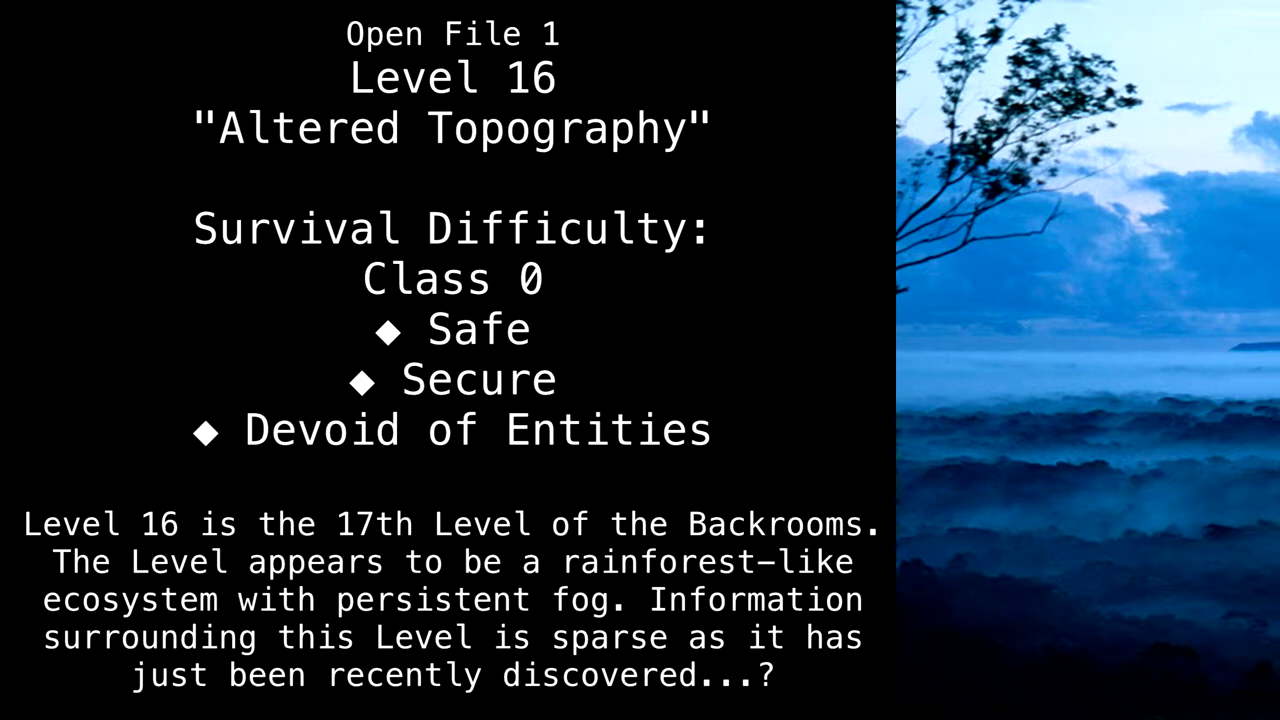 Open File 1
Level 16
"Altered Topography"
Survival Difficulty:
Class 0
◆ Safe
◆ Secure
◆ Devoid of Entities
Level 16 is the 17th Level of the Backrooms.
The Level appears to be a rainforest–like
ecosystem with persistent fog. Information
surrounding this Level is sparse as it has
just been recently discovered...?